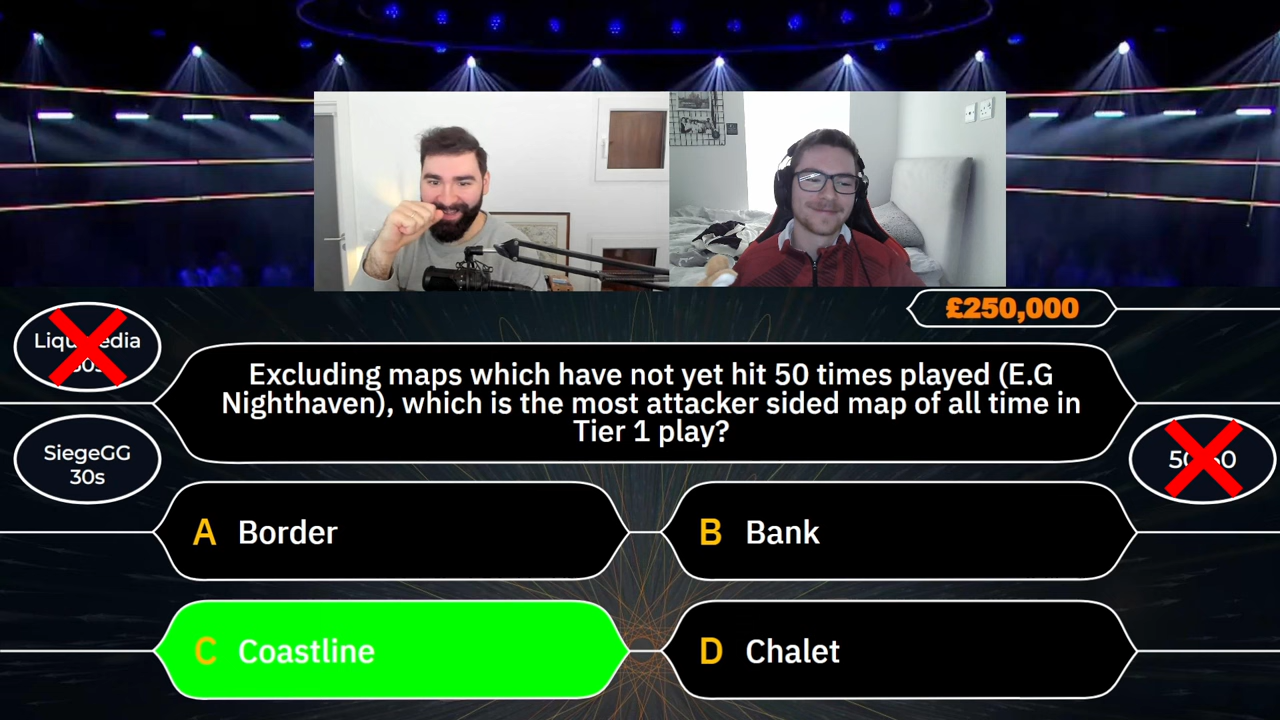 £250,000
Excluding maps which have not yet hit 50 times played (E.G
Nighthaven), which is the most attacker sided map of all time in
Tier 1 play?
SiegeGG
30s
A Border
B Bank
C Coastline
D Chalet